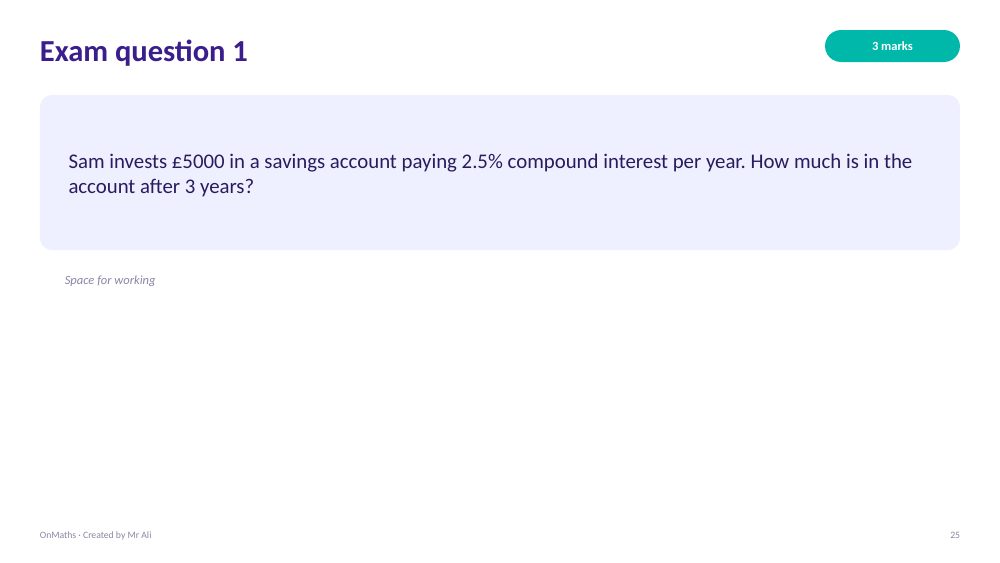 Exam question 1
3 marks
Sam invests £5000 in a savings account paying 2.5% compound interest per year. How much is in the
account after 3 years?
Space for working
OnMaths · Created by Mr Ali
25